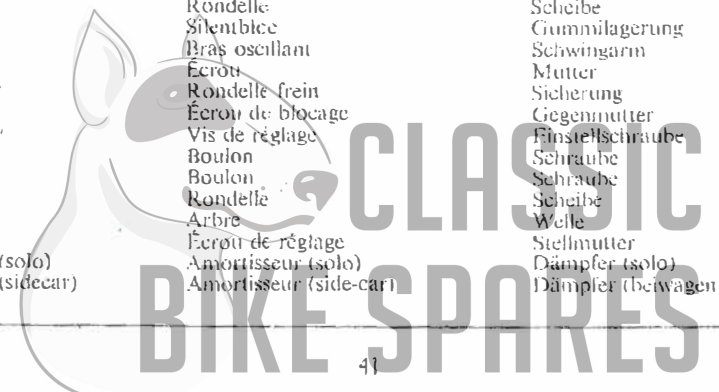 Rondelle Scheibe
Silentbloc Gummilagerung
Bras oscillant Schwingarm
Écrou Mutter
Rondelle frein Sicherung
Écrou de blocage Gegenmutter
Vis de réglage Einstellschraube
Boulon Schraube
Boulon Schraube
Rondelle Scheibe
Arbre Welle
Écrou de réglage Stellmutter
(solo) Amortisseur (solo) Dämpfer (solo)
(sidecar) Amortisseur (side-car) Dämpfer (beiwagen
CLASSIC
BIKE SPARES